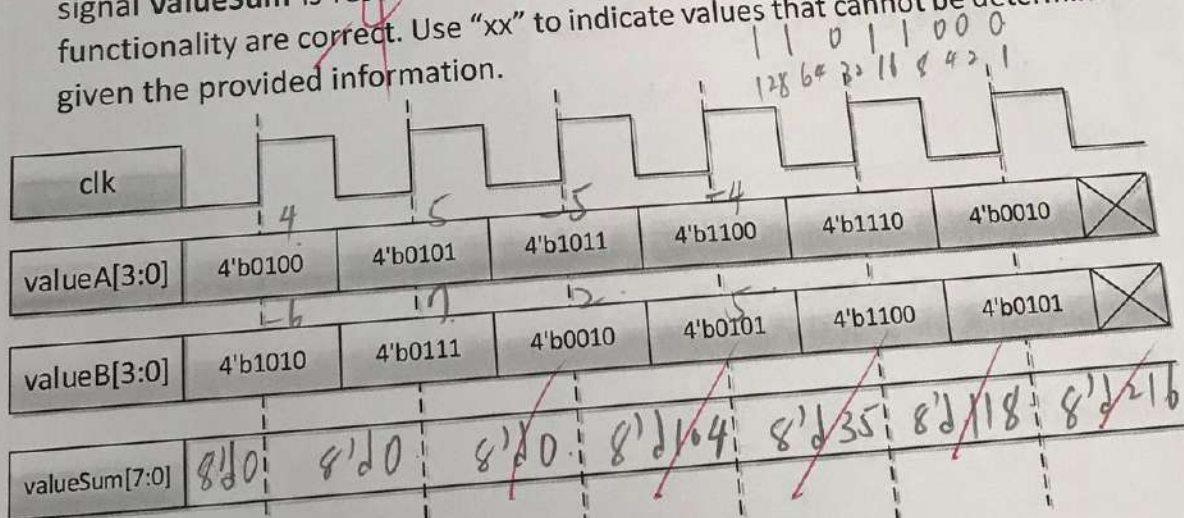 signal valueSum is
functionality are correct. Use “xx” to indicate values that cannot be
given the provided information.
1 1 0 1 1 0 0 0
128 64 32 16 8 4 2 1
clk
4 5 -5 -4
valueA[3:0] 4'b0100 4'b0101 4'b1011 4'b1100 4'b1110 4'b0010
-6 7 2 5
valueB[3:0] 4'b1010 4'b0111 4'b0010 4'b0101 4'b1100 4'b0101
valueSum[7:0] 8'd0 8'd0 8'd0 8'd164 8'd35 8'd118 8'd216